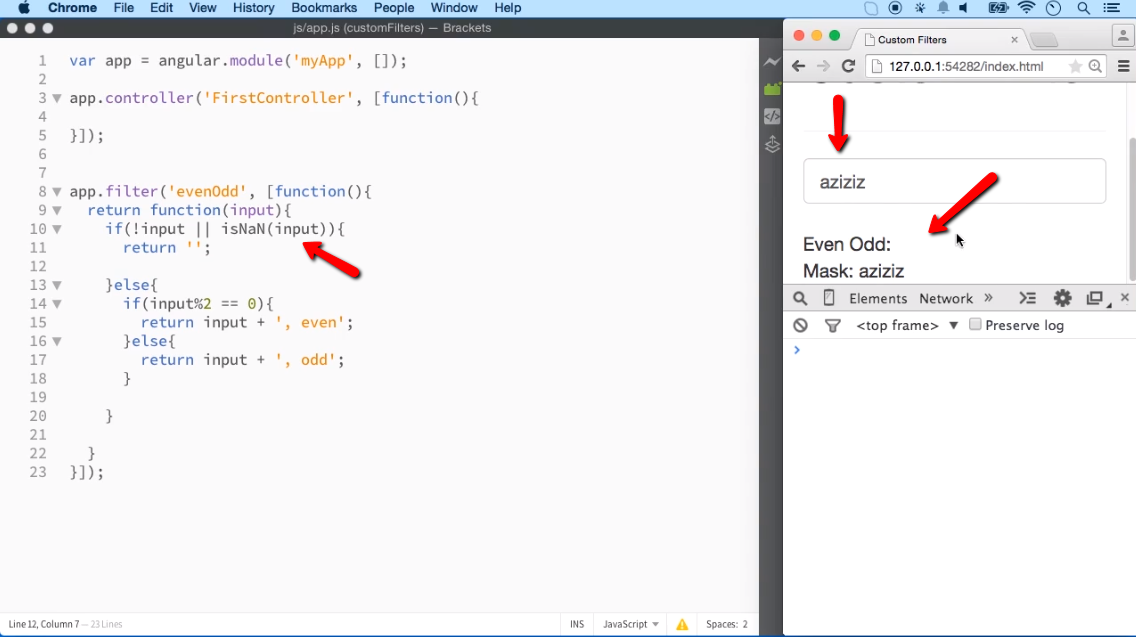 Chrome File Edit View History Bookmarks People Window Help
js/app.js (customFilters) — Brackets
1 var app = angular.module('myApp', []);
2
3 app.controller('FirstController', [function(){
4
5 }]);
6
7
8 app.filter('evenOdd', [function(){
9 return function(input){
10 if(!input || isNaN(input)){
11 return '';
12
13 }else{
14 if(input%2 == 0){
15 return input + ', even';
16 }else{
17 return input + ', odd';
18 }
19
20 }
21
22 }
23 }]);
Line 12, Column 7 — 23 Lines
INS JavaScript Spaces: 2
Custom Filters
127.0.0.1:54282/index.html
aziziz
Even Odd:
Mask: aziziz
Elements Network »
<top frame> Preserve log